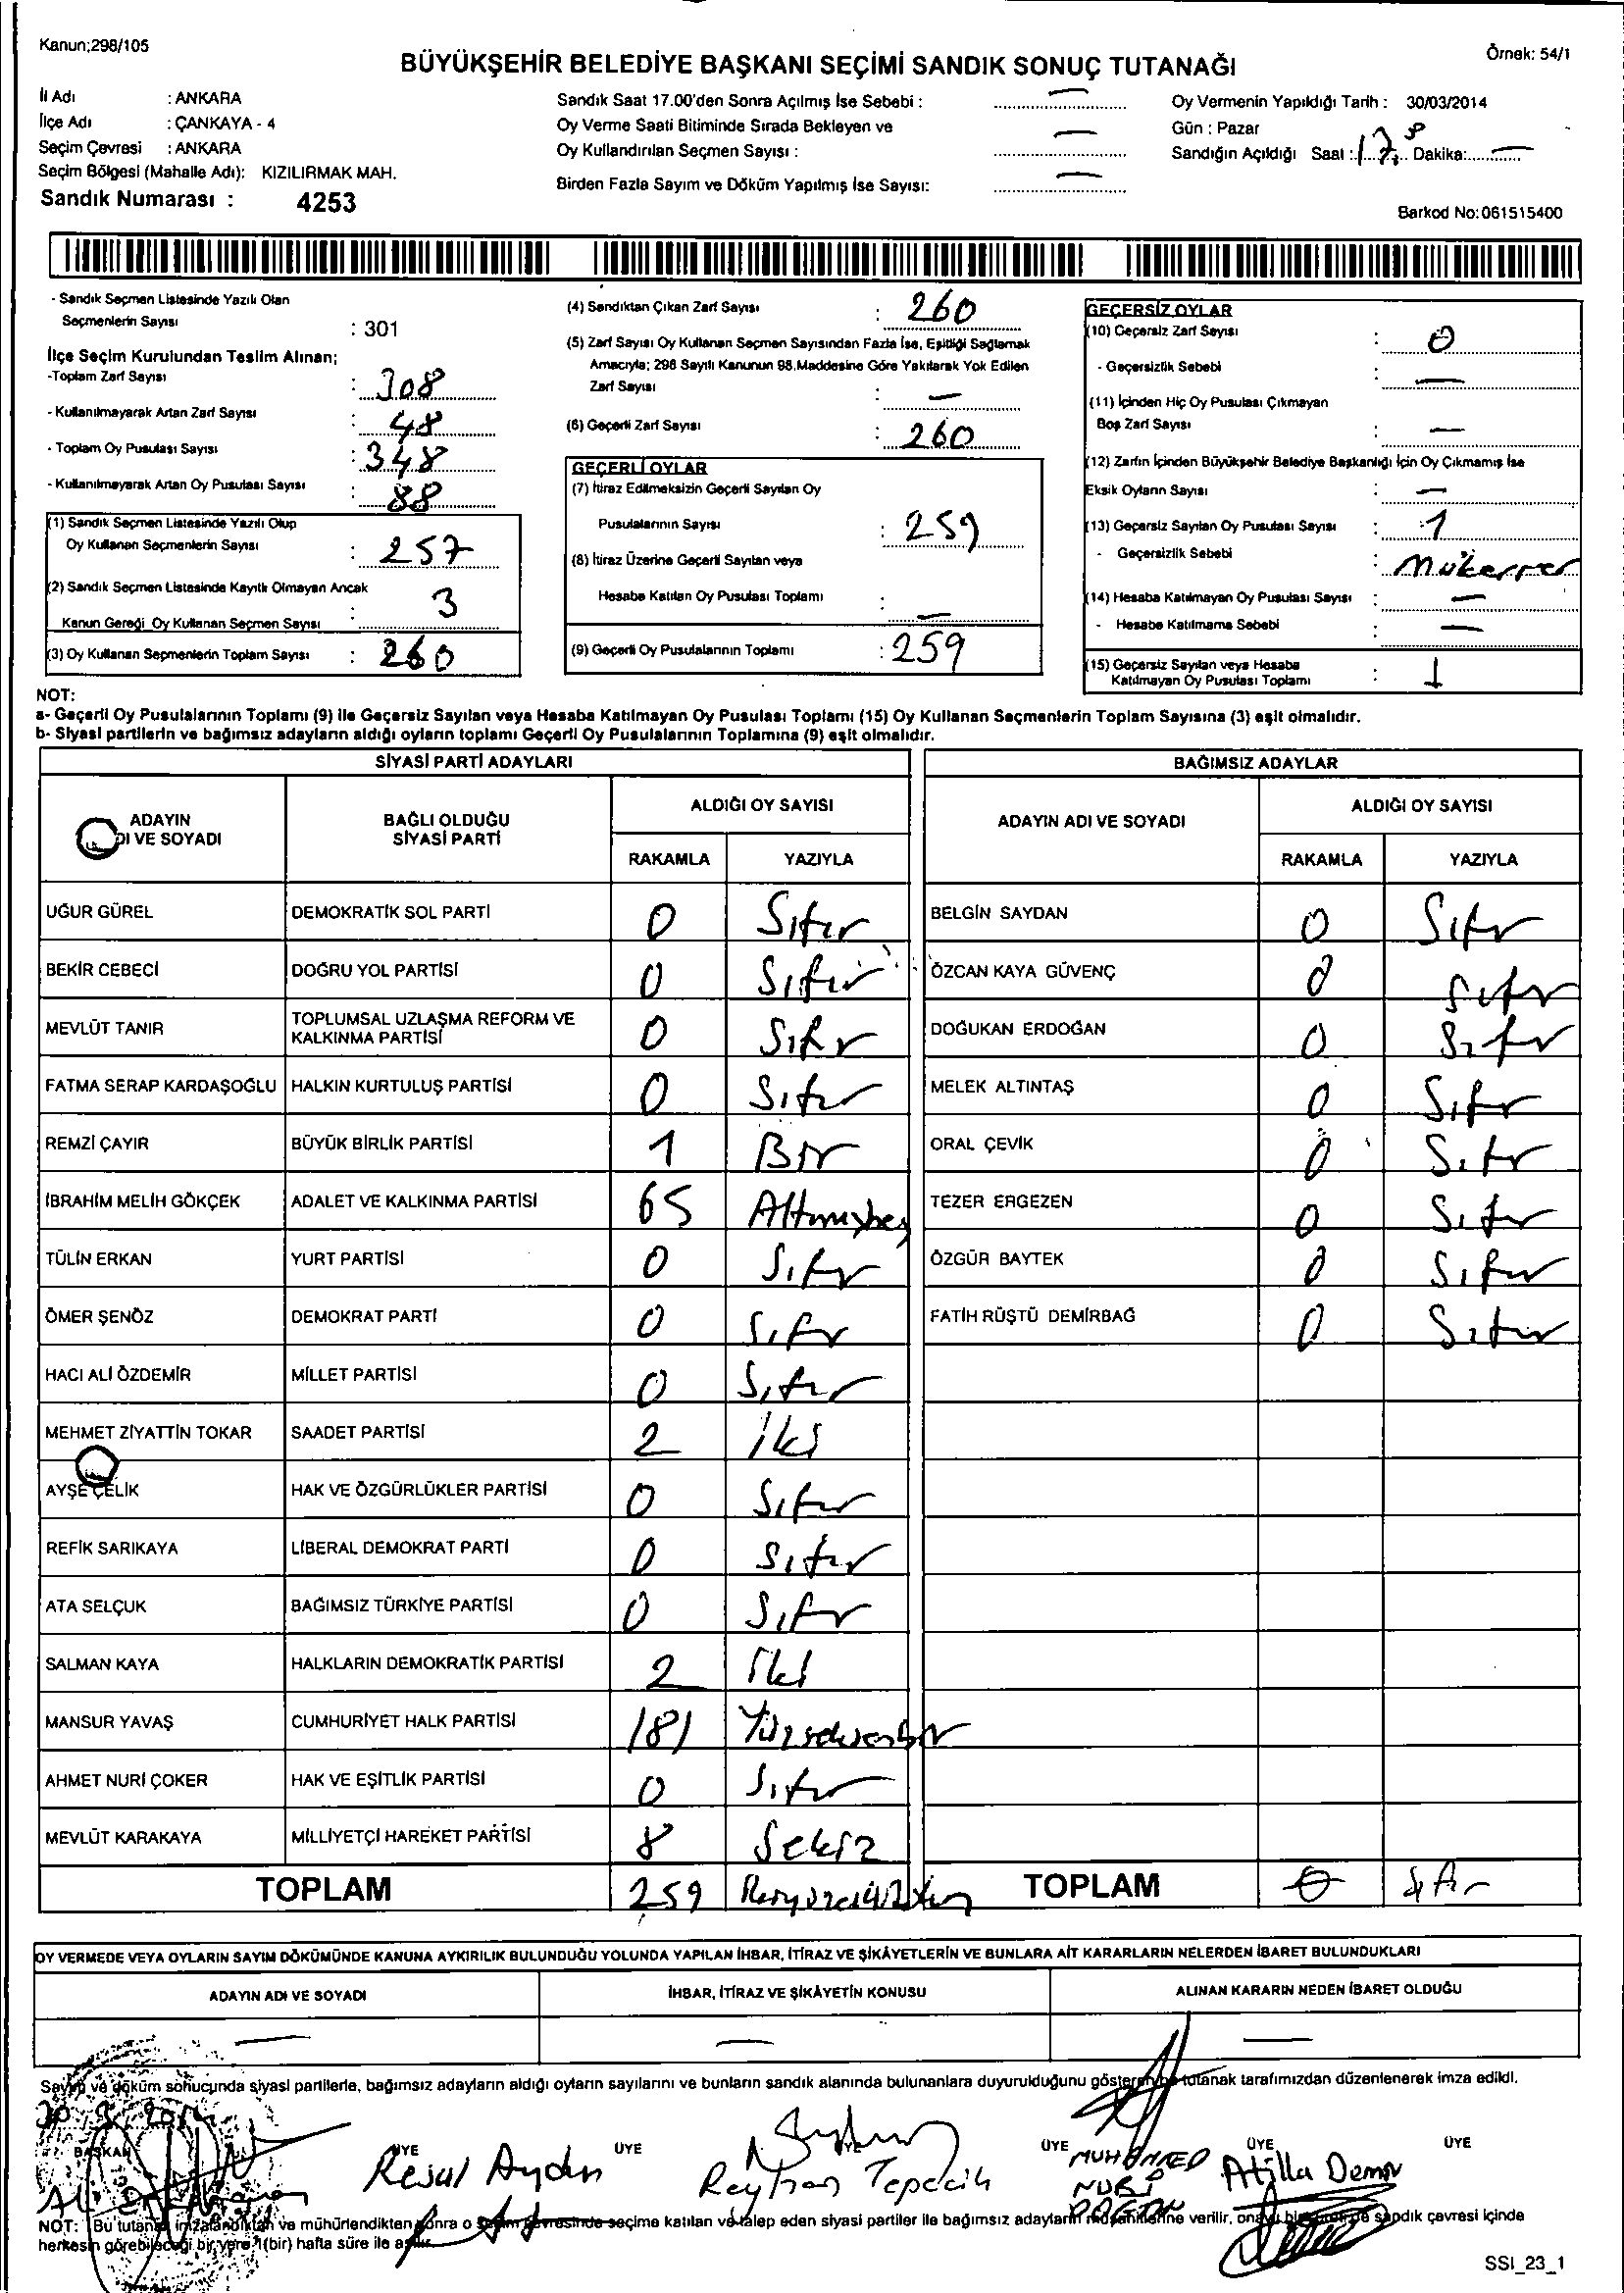 Kanun;298/105
Örnek: 54/1
BÜYÜKŞEHİR BELEDİYE BAŞKANI SEÇİMİ SANDIK SONUÇ TUTANAĞI
İl Adı : ANKARA
İlçe Adı : ÇANKAYA - 4
Seçim Çevresi : ANKARA
Seçim Bölgesi (Mahalle Adı): KIZILIRMAK MAH.
Sandık Numarası : 4253
Sandık Saat 17.00'den Sonra Açılmış İse Sebebi : —
Oy Verme Saati Bitiminde Sırada Bekleyen ve
Oy Kullandırılan Seçmen Sayısı : —
Birden Fazla Sayım ve Döküm Yapılmış İse Sayısı: —
Oy Vermenin Yapıldığı Tarih : 30/03/2014
Gün : Pazar
Sandığın Açıldığı Saat : 17 Dakika:
Barkod No:061515400
- Sandık Seçmen Listesinde Yazılı Olan
Seçmenlerin Sayısı : 301
İlçe Seçim Kurulundan Teslim Alınan;
-Toplam Zarf Sayısı : 308
- Kullanılmayarak Artan Zarf Sayısı : 48
- Toplam Oy Pusulası Sayısı : 348
- Kullanılmayarak Artan Oy Pusulası Sayısı : 88
(1) Sandık Seçmen Listesinde Yazılı Olup
Oy Kullanan Seçmenlerin Sayısı : 257
(2) Sandık Seçmen Listesinde Kayıtlı Olmayan Ancak
Kanun Gereği Oy Kullanan Seçmen Sayısı : 3
(3) Oy Kullanan Seçmenlerin Toplam Sayısı : 260
(4) Sandıktan Çıkan Zarf Sayısı : 260
(5) Zarf Sayısı Oy Kullanan Seçmen Sayısından Fazla İse, Eşitliği Sağlamak
Amacıyla; 298 Sayılı Kanunun 98.Maddesine Göre Yakılarak Yok Edilen
Zarf Sayısı : —
(6) Geçerli Zarf Sayısı : 260
GEÇERLİ OYLAR
(7) İtiraz Edilmeksizin Geçerli Sayılan Oy
Pusulalarının Sayısı : 259
(8) İtiraz Üzerine Geçerli Sayılan veya
Hesaba Katılan Oy Pusulası Toplamı : —
(9) Geçerli Oy Pusulalarının Toplamı : 259
GEÇERSİZ OYLAR
(10) Geçersiz Zarf Sayısı : 0
- Geçersizlik Sebebi : —
(11) İçinden Hiç Oy Pusulası Çıkmayan
Boş Zarf Sayısı : —
(12) Zarfın İçinden Büyükşehir Belediye Başkanlığı İçin Oy Çıkmamış İse
Eksik Oyların Sayısı : —
(13) Geçersiz Sayılan Oy Pusulası Sayısı : 1
- Geçersizlik Sebebi : Mükerrer
(14) Hesaba Katılmayan Oy Pusulası Sayısı : —
- Hesaba Katılmama Sebebi : —
(15) Geçersiz Sayılan veya Hesaba
Katılmayan Oy Pusulası Toplamı : 1
NOT:
a- Geçerli Oy Pusulalarının Toplamı (9) ile Geçersiz Sayılan veya Hesaba Katılmayan Oy Pusulası Toplamı (15) Oy Kullanan Seçmenlerin Toplam Sayısına (3) eşit olmalıdır.
b- Siyasi partilerin ve bağımsız adayların aldığı oyların toplamı Geçerli Oy Pusulalarının Toplamına (9) eşit olmalıdır.
SİYASİ PARTİ ADAYLARI
ADAYIN
DI VE SOYADI
BAĞLI OLDUĞU
SİYASİ PARTİ
ALDIĞI OY SAYISI
RAKAMLA YAZIYLA
UĞUR GÜREL DEMOKRATİK SOL PARTİ 0 Sıfır
BEKİR CEBECİ DOĞRU YOL PARTİSİ 0 Sıfır
MEVLÜT TANIR TOPLUMSAL UZLAŞMA REFORM VE
KALKINMA PARTİSİ 0 Sıfır
FATMA SERAP KARDAŞOĞLU HALKIN KURTULUŞ PARTİSİ 0 Sıfır
REMZİ ÇAYIR BÜYÜK BİRLİK PARTİSİ 1 Bir
İBRAHİM MELİH GÖKÇEK ADALET VE KALKINMA PARTİSİ 65 Altmışbeş
TÜLİN ERKAN YURT PARTİSİ 0 Sıfır
ÖMER ŞENÖZ DEMOKRAT PARTİ 0 Sıfır
HACI ALİ ÖZDEMİR MİLLET PARTİSİ 0 Sıfır
MEHMET ZİYATTİN TOKAR SAADET PARTİSİ 2 iki
AYŞE ÇELİK HAK VE ÖZGÜRLÜKLER PARTİSİ 0 Sıfır
REFİK SARIKAYA LİBERAL DEMOKRAT PARTİ 0 Sıfır
ATA SELÇUK BAĞIMSIZ TÜRKİYE PARTİSİ 0 Sıfır
SALMAN KAYA HALKLARIN DEMOKRATİK PARTİSİ 2 İki
MANSUR YAVAŞ CUMHURİYET HALK PARTİSİ 181 Yüzseksenbir
AHMET NURİ ÇOKER HAK VE EŞİTLİK PARTİSİ 0 Sıfır
MEVLÜT KARAKAYA MİLLİYETÇİ HAREKET PARTİSİ 8 Sekiz
TOPLAM 259
BAĞIMSIZ ADAYLAR
ADAYIN ADI VE SOYADI
ALDIĞI OY SAYISI
RAKAMLA YAZIYLA
BELGİN SAYDAN 0 Sıfır
ÖZCAN KAYA GÜVENÇ 0 Sıfır
DOĞUKAN ERDOĞAN 0 Sıfır
MELEK ALTINTAŞ 0 Sıfır
ORAL ÇEVİK 0 Sıfır
TEZER ERGEZEN 0 Sıfır
ÖZGÜR BAYTEK 0 Sıfır
FATİH RÜŞTÜ DEMİRBAĞ 0 Sıfır
TOPLAM 0 Sıfır
OY VERMEDE VEYA OYLARIN SAYIM DÖKÜMÜNDE KANUNA AYKIRILIK BULUNDUĞU YOLUNDA YAPILAN İHBAR, İTİRAZ VE ŞİKÂYETLERİN VE BUNLARA AİT KARARLARIN NELERDEN İBARET BULUNDUKLARI
ADAYIN ADI VE SOYADI İHBAR, İTİRAZ VE ŞİKÂYETİN KONUSU ALINAN KARARIN NEDEN İBARET OLDUĞU
— — —
Sayım ve döküm sonucunda siyasi partilerle, bağımsız adayların aldığı oyların sayılarını ve bunların sandık alanında bulunanlara duyurulduğunu gösteren bu tutanak tarafımızdan düzenlenerek imza edildi.
30.3.2014
BAŞKAN ÜYE ÜYE ÜYE ÜYE ÜYE ÜYE
Resul Aydın
Reyhan Tepecik
MUHAMMED
NURİ
Atilla Demir
NOT: Bu tutanak imzalandıktan ve mühürlendikten sonra o seçim çevresinde seçime katılan ve talep eden siyasi partiler ile bağımsız adayların müşahitlerine verilir, sandık çevresi içinde
herkesin görebileceği bir yere 1(bir) hafta süre ile asılır.
SSI_23_1